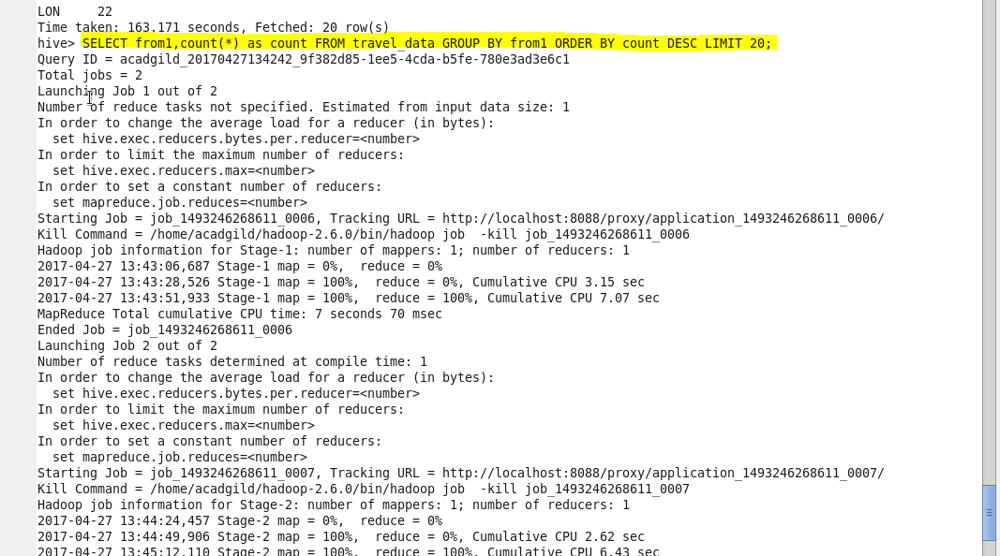 LON     22
Time taken: 163.171 seconds, Fetched: 20 row(s)
hive> SELECT from1,count(*) as count FROM travel_data GROUP BY from1 ORDER BY count DESC LIMIT 20;
Query ID = acadgild_20170427134242_9f382d85-1ee5-4cda-b5fe-780e3ad3e6c1
Total jobs = 2
Launching Job 1 out of 2
Number of reduce tasks not specified. Estimated from input data size: 1
In order to change the average load for a reducer (in bytes):
  set hive.exec.reducers.bytes.per.reducer=<number>
In order to limit the maximum number of reducers:
  set hive.exec.reducers.max=<number>
In order to set a constant number of reducers:
  set mapreduce.job.reduces=<number>
Starting Job = job_1493246268611_0006, Tracking URL = http://localhost:8088/proxy/application_1493246268611_0006/
Kill Command = /home/acadgild/hadoop-2.6.0/bin/hadoop job  -kill job_1493246268611_0006
Hadoop job information for Stage-1: number of mappers: 1; number of reducers: 1
2017-04-27 13:43:06,687 Stage-1 map = 0%,  reduce = 0%
2017-04-27 13:43:28,526 Stage-1 map = 100%,  reduce = 0%, Cumulative CPU 3.15 sec
2017-04-27 13:43:51,933 Stage-1 map = 100%,  reduce = 100%, Cumulative CPU 7.07 sec
MapReduce Total cumulative CPU time: 7 seconds 70 msec
Ended Job = job_1493246268611_0006
Launching Job 2 out of 2
Number of reduce tasks determined at compile time: 1
In order to change the average load for a reducer (in bytes):
  set hive.exec.reducers.bytes.per.reducer=<number>
In order to limit the maximum number of reducers:
  set hive.exec.reducers.max=<number>
In order to set a constant number of reducers:
  set mapreduce.job.reduces=<number>
Starting Job = job_1493246268611_0007, Tracking URL = http://localhost:8088/proxy/application_1493246268611_0007/
Kill Command = /home/acadgild/hadoop-2.6.0/bin/hadoop job  -kill job_1493246268611_0007
Hadoop job information for Stage-2: number of mappers: 1; number of reducers: 1
2017-04-27 13:44:24,457 Stage-2 map = 0%,  reduce = 0%
2017-04-27 13:44:49,906 Stage-2 map = 100%,  reduce = 0%, Cumulative CPU 2.62 sec
2017-04-27 13:45:12,110 Stage-2 map = 100%,  reduce = 100%, Cumulative CPU 6.43 sec